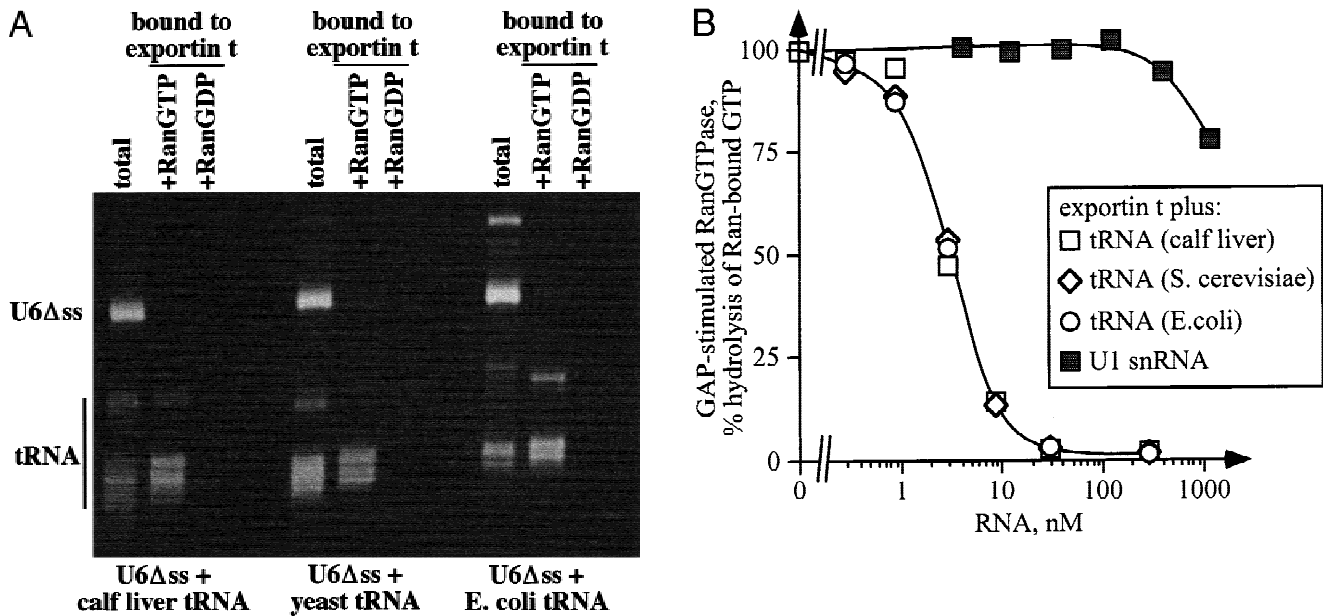 A
bound to
exportin t
bound to
exportin t
bound to
exportin t
total
+RanGTP
+RanGDP
total
+RanGTP
+RanGDP
total
+RanGTP
+RanGDP
U6Δss
tRNA
U6Δss +
calf liver tRNA
U6Δss +
yeast tRNA
U6Δss +
E. coli tRNA
B
GAP-stimulated RanGTPase,
% hydrolysis of Ran-bound GTP
100
75
50
25
0
0
1
10
100
1000
RNA, nM
exportin t plus:
tRNA (calf liver)
tRNA (S. cerevisiae)
tRNA (E.coli)
U1 snRNA